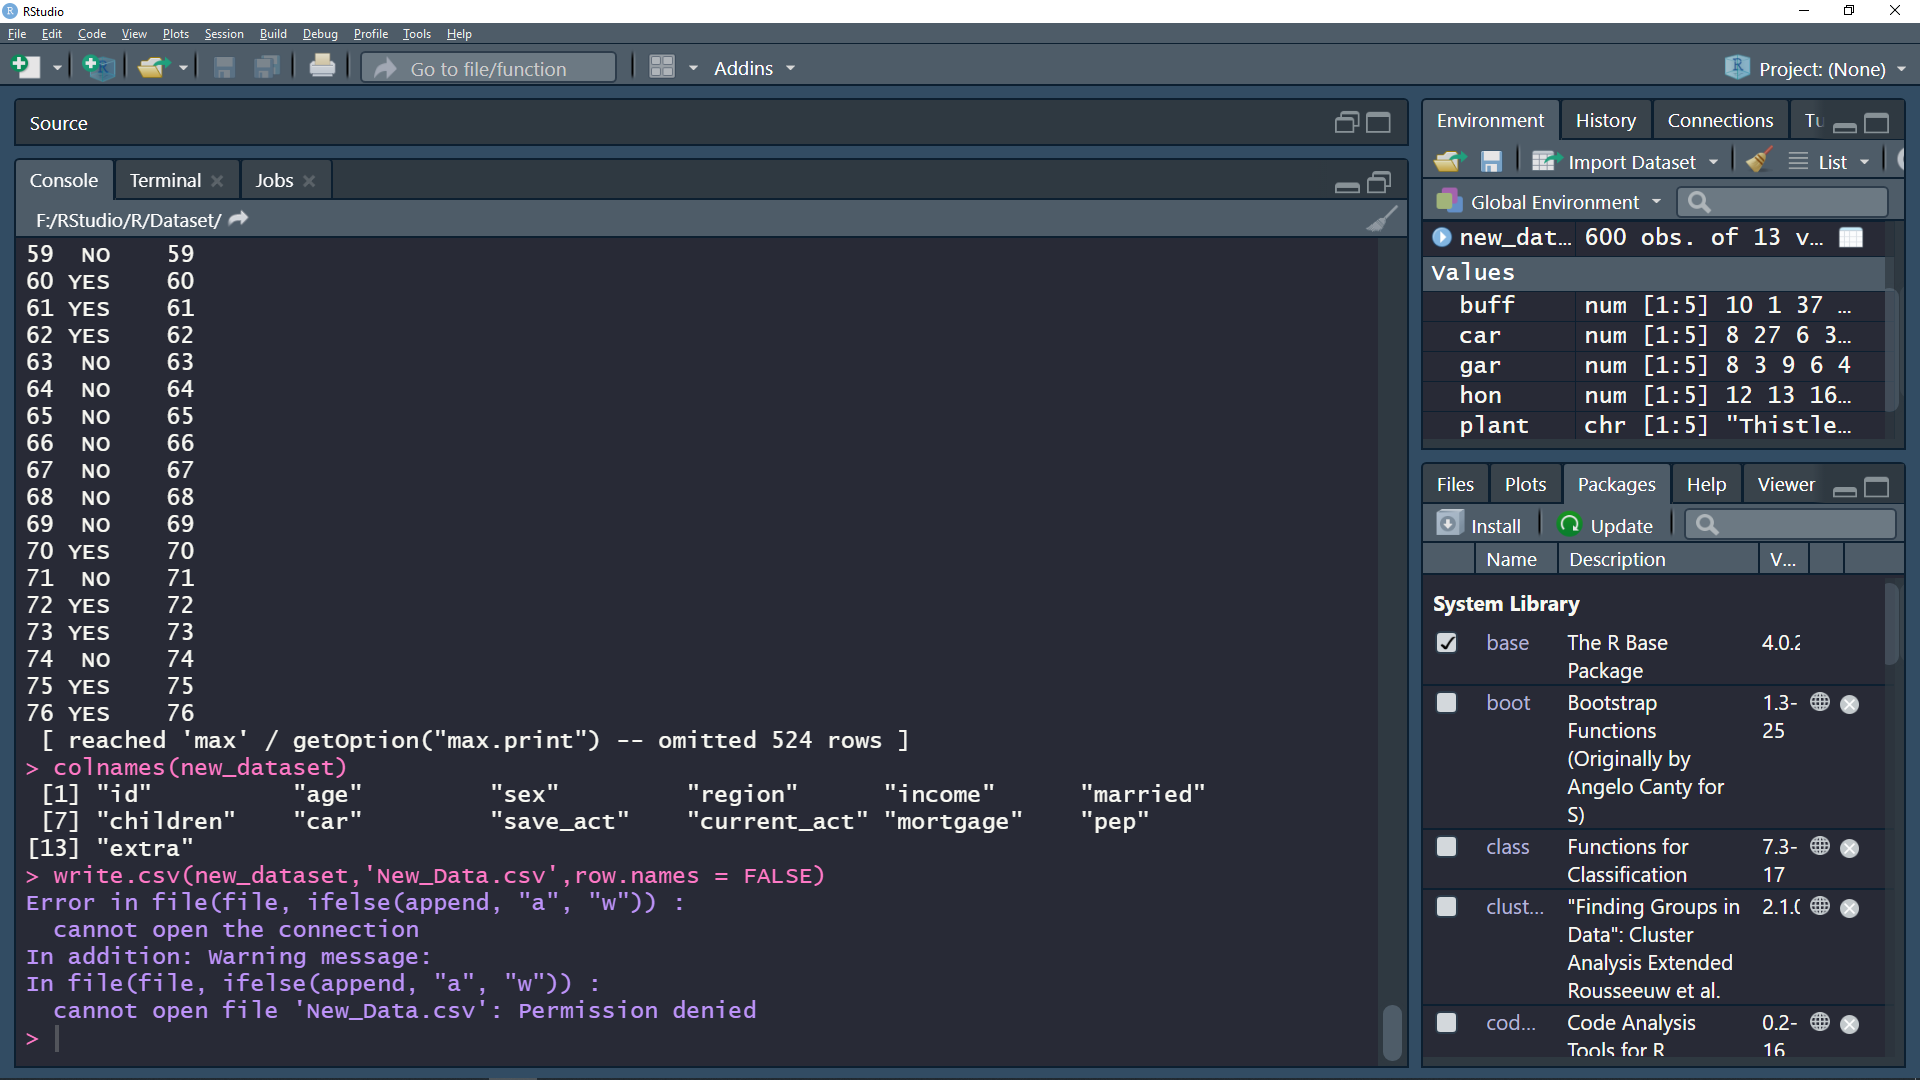 RStudio
File Edit Code View Plots Session Build Debug Profile Tools Help
Go to file/function Addins Project: (None)
Source
Console Terminal Jobs
F:/RStudio/R/Dataset/
59 NO 59
60 YES 60
61 YES 61
62 YES 62
63 NO 63
64 NO 64
65 NO 65
66 NO 66
67 NO 67
68 NO 68
69 NO 69
70 YES 70
71 NO 71
72 YES 72
73 YES 73
74 NO 74
75 YES 75
76 YES 76
[ reached 'max' / getOption("max.print") -- omitted 524 rows ]
> colnames(new_dataset)
[1] "id" "age" "sex" "region" "income" "married"
[7] "children" "car" "save_act" "current_act" "mortgage" "pep"
[13] "extra"
> write.csv(new_dataset,'New_Data.csv',row.names = FALSE)
Error in file(file, ifelse(append, "a", "w")) :
cannot open the connection
In addition: Warning message:
In file(file, ifelse(append, "a", "w")) :
cannot open file 'New_Data.csv': Permission denied
>
Environment History Connections Tu
Import Dataset List
Global Environment
new_dat... 600 obs. of 13 v...
Values
buff num [1:5] 10 1 37 ...
car num [1:5] 8 27 6 3...
gar num [1:5] 8 3 9 6 4
hon num [1:5] 12 13 16...
plant chr [1:5] "Thistle...
Files Plots Packages Help Viewer
Install Update
Name Description V...
System Library
base The R Base 4.0.2
Package
boot Bootstrap 1.3-
Functions 25
(Originally by
Angelo Canty for
S)
class Functions for 7.3-
Classification 17
clust... "Finding Groups in 2.1.0
Data": Cluster
Analysis Extended
Rousseeuw et al.
cod... Code Analysis 0.2-
Tools for R 16